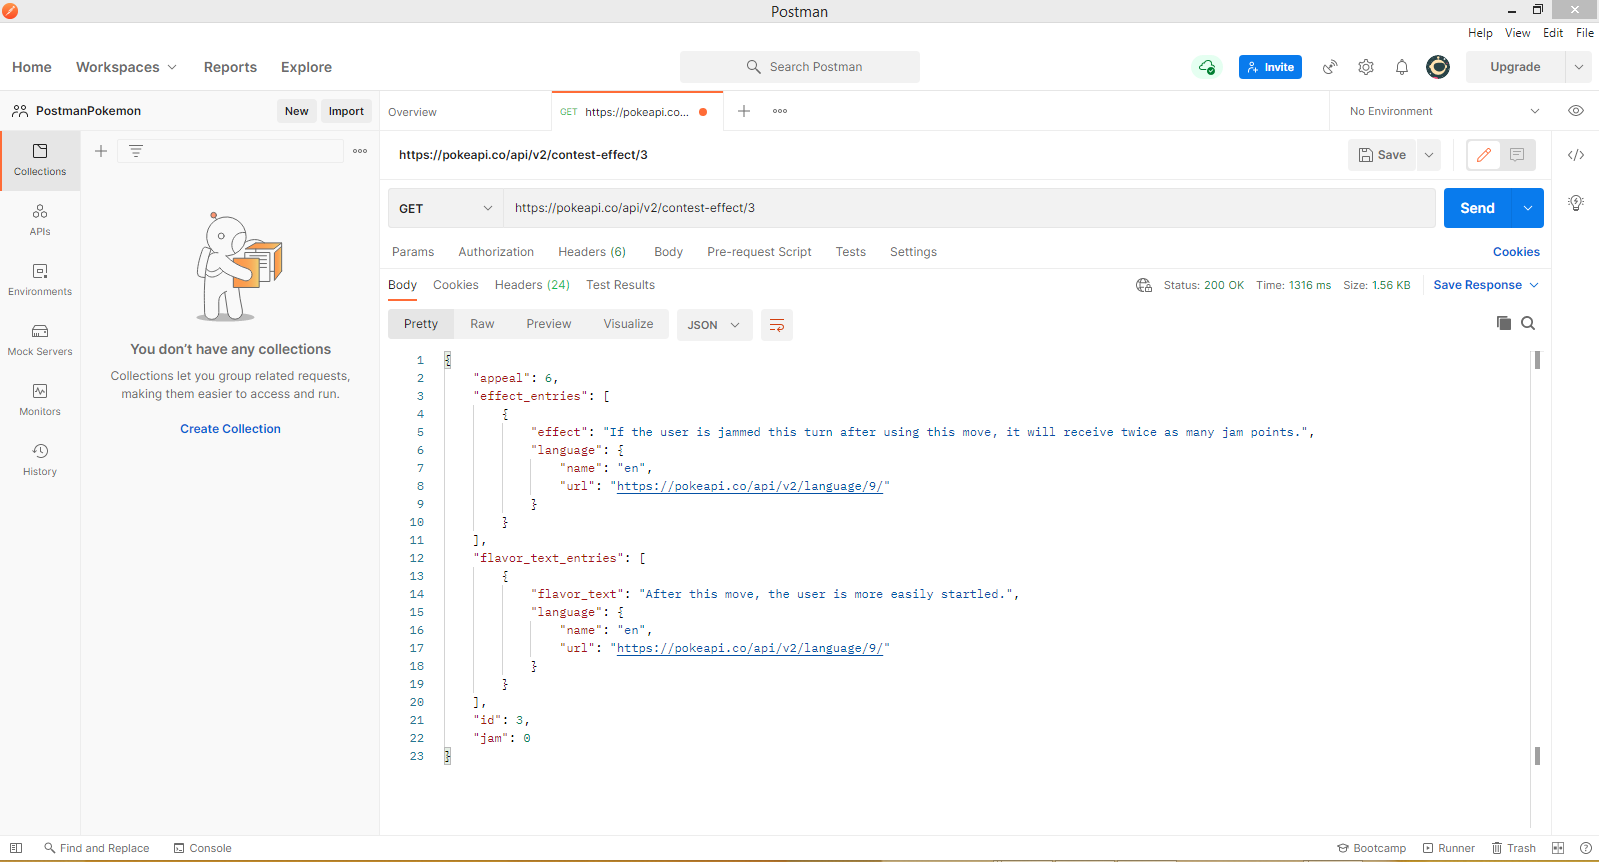 Postman
Help View Edit File
Home Workspaces Reports Explore Search Postman Invite Upgrade
PostmanPokemon New Import Overview GET https://pokeapi.co... No Environment
Collections
APIs
Environments
Mock Servers
Monitors
History
You don't have any collections
Collections let you group related requests,
making them easier to access and run.
Create Collection
https://pokeapi.co/api/v2/contest-effect/3 Save
GET https://pokeapi.co/api/v2/contest-effect/3 Send
Params Authorization Headers (6) Body Pre-request Script Tests Settings Cookies
Body Cookies Headers (24) Test Results Status: 200 OK Time: 1316 ms Size: 1.56 KB Save Response
Pretty Raw Preview Visualize JSON
1 {
2 "appeal": 6,
3 "effect_entries": [
4 {
5 "effect": "If the user is jammed this turn after using this move, it will receive twice as many jam points.",
6 "language": {
7 "name": "en",
8 "url": "https://pokeapi.co/api/v2/language/9/"
9 }
10 }
11 ],
12 "flavor_text_entries": [
13 {
14 "flavor_text": "After this move, the user is more easily startled.",
15 "language": {
16 "name": "en",
17 "url": "https://pokeapi.co/api/v2/language/9/"
18 }
19 }
20 ],
21 "id": 3,
22 "jam": 0
23 }
Find and Replace Console Bootcamp Runner Trash